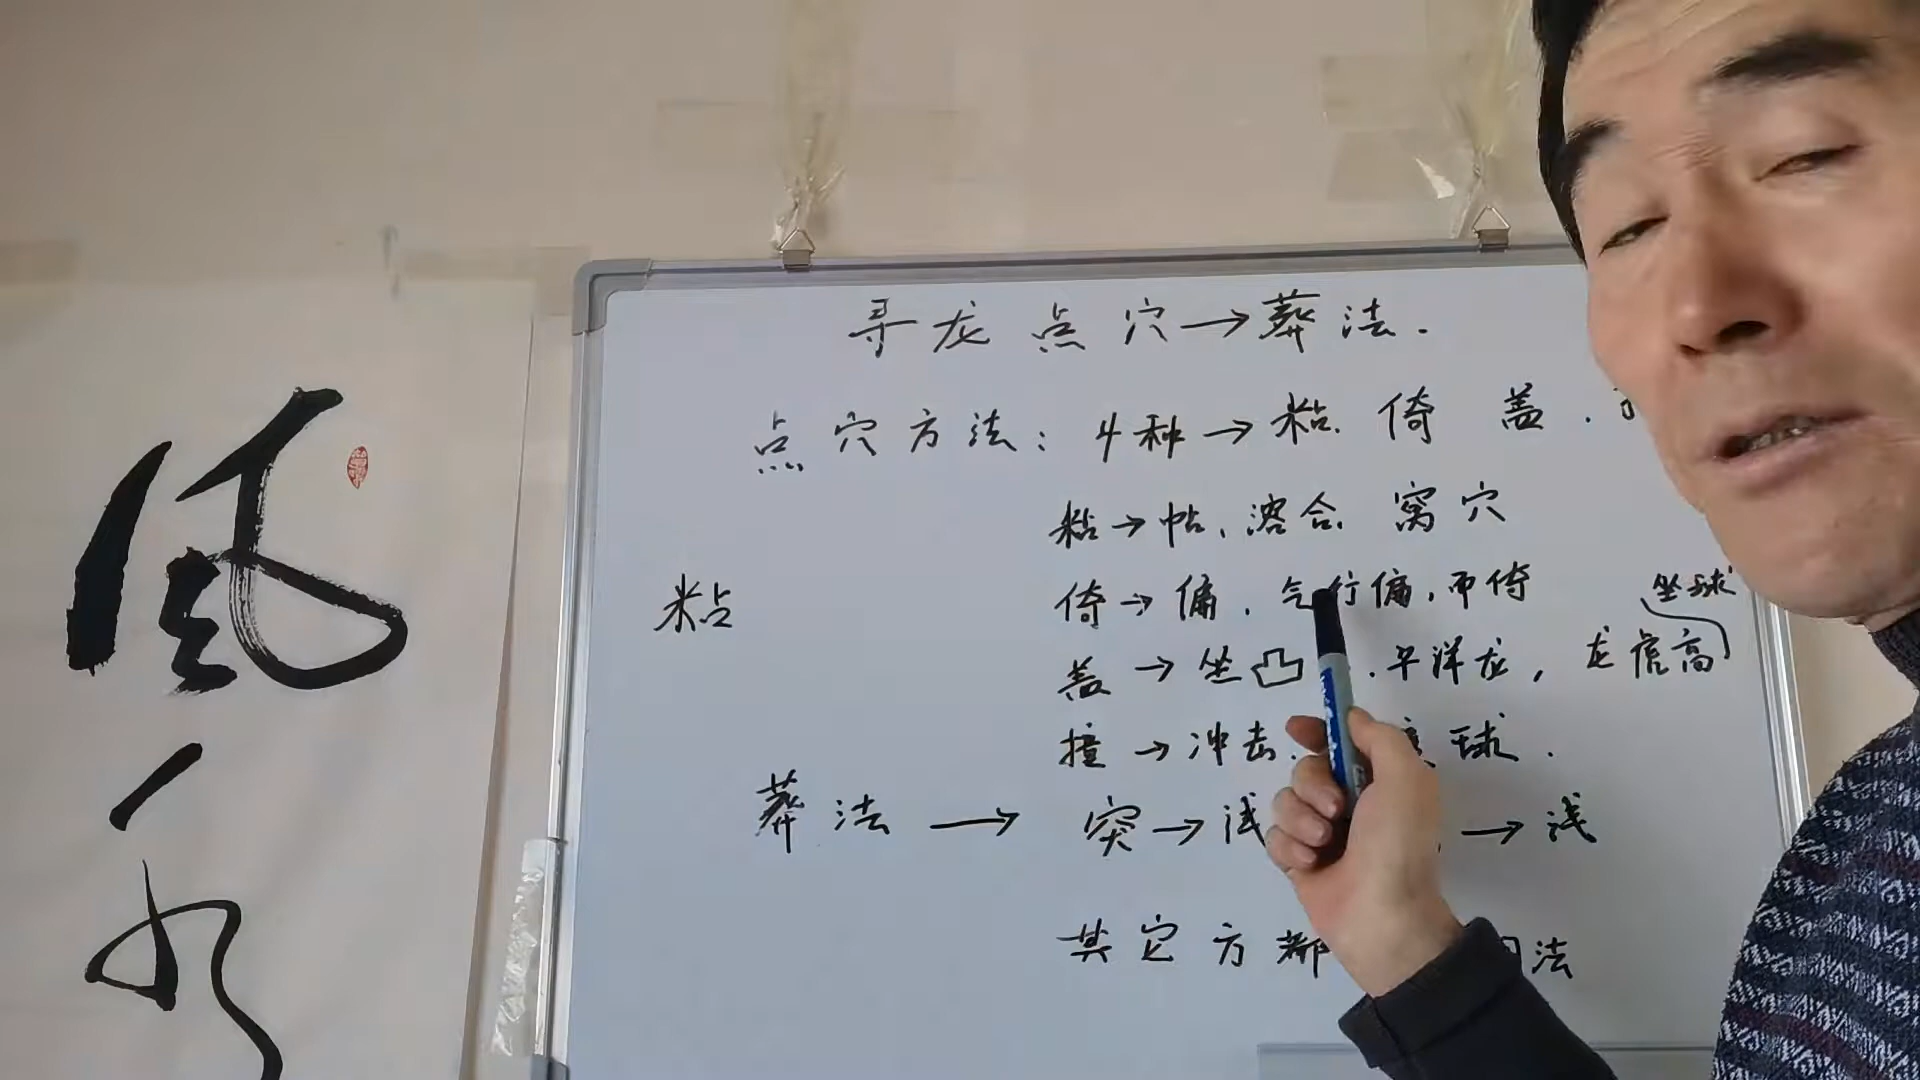 风水
寻龙点穴→葬法.
点穴方法：4种→粘.倚 盖.
粘→帖、溶合 窝穴
粘
倚→偏.气行偏,而倚
坐球
盖→坐凸.平洋龙,龙虎高
撞→冲击. 球.
葬法→突→浅 →浅
其它方都 法